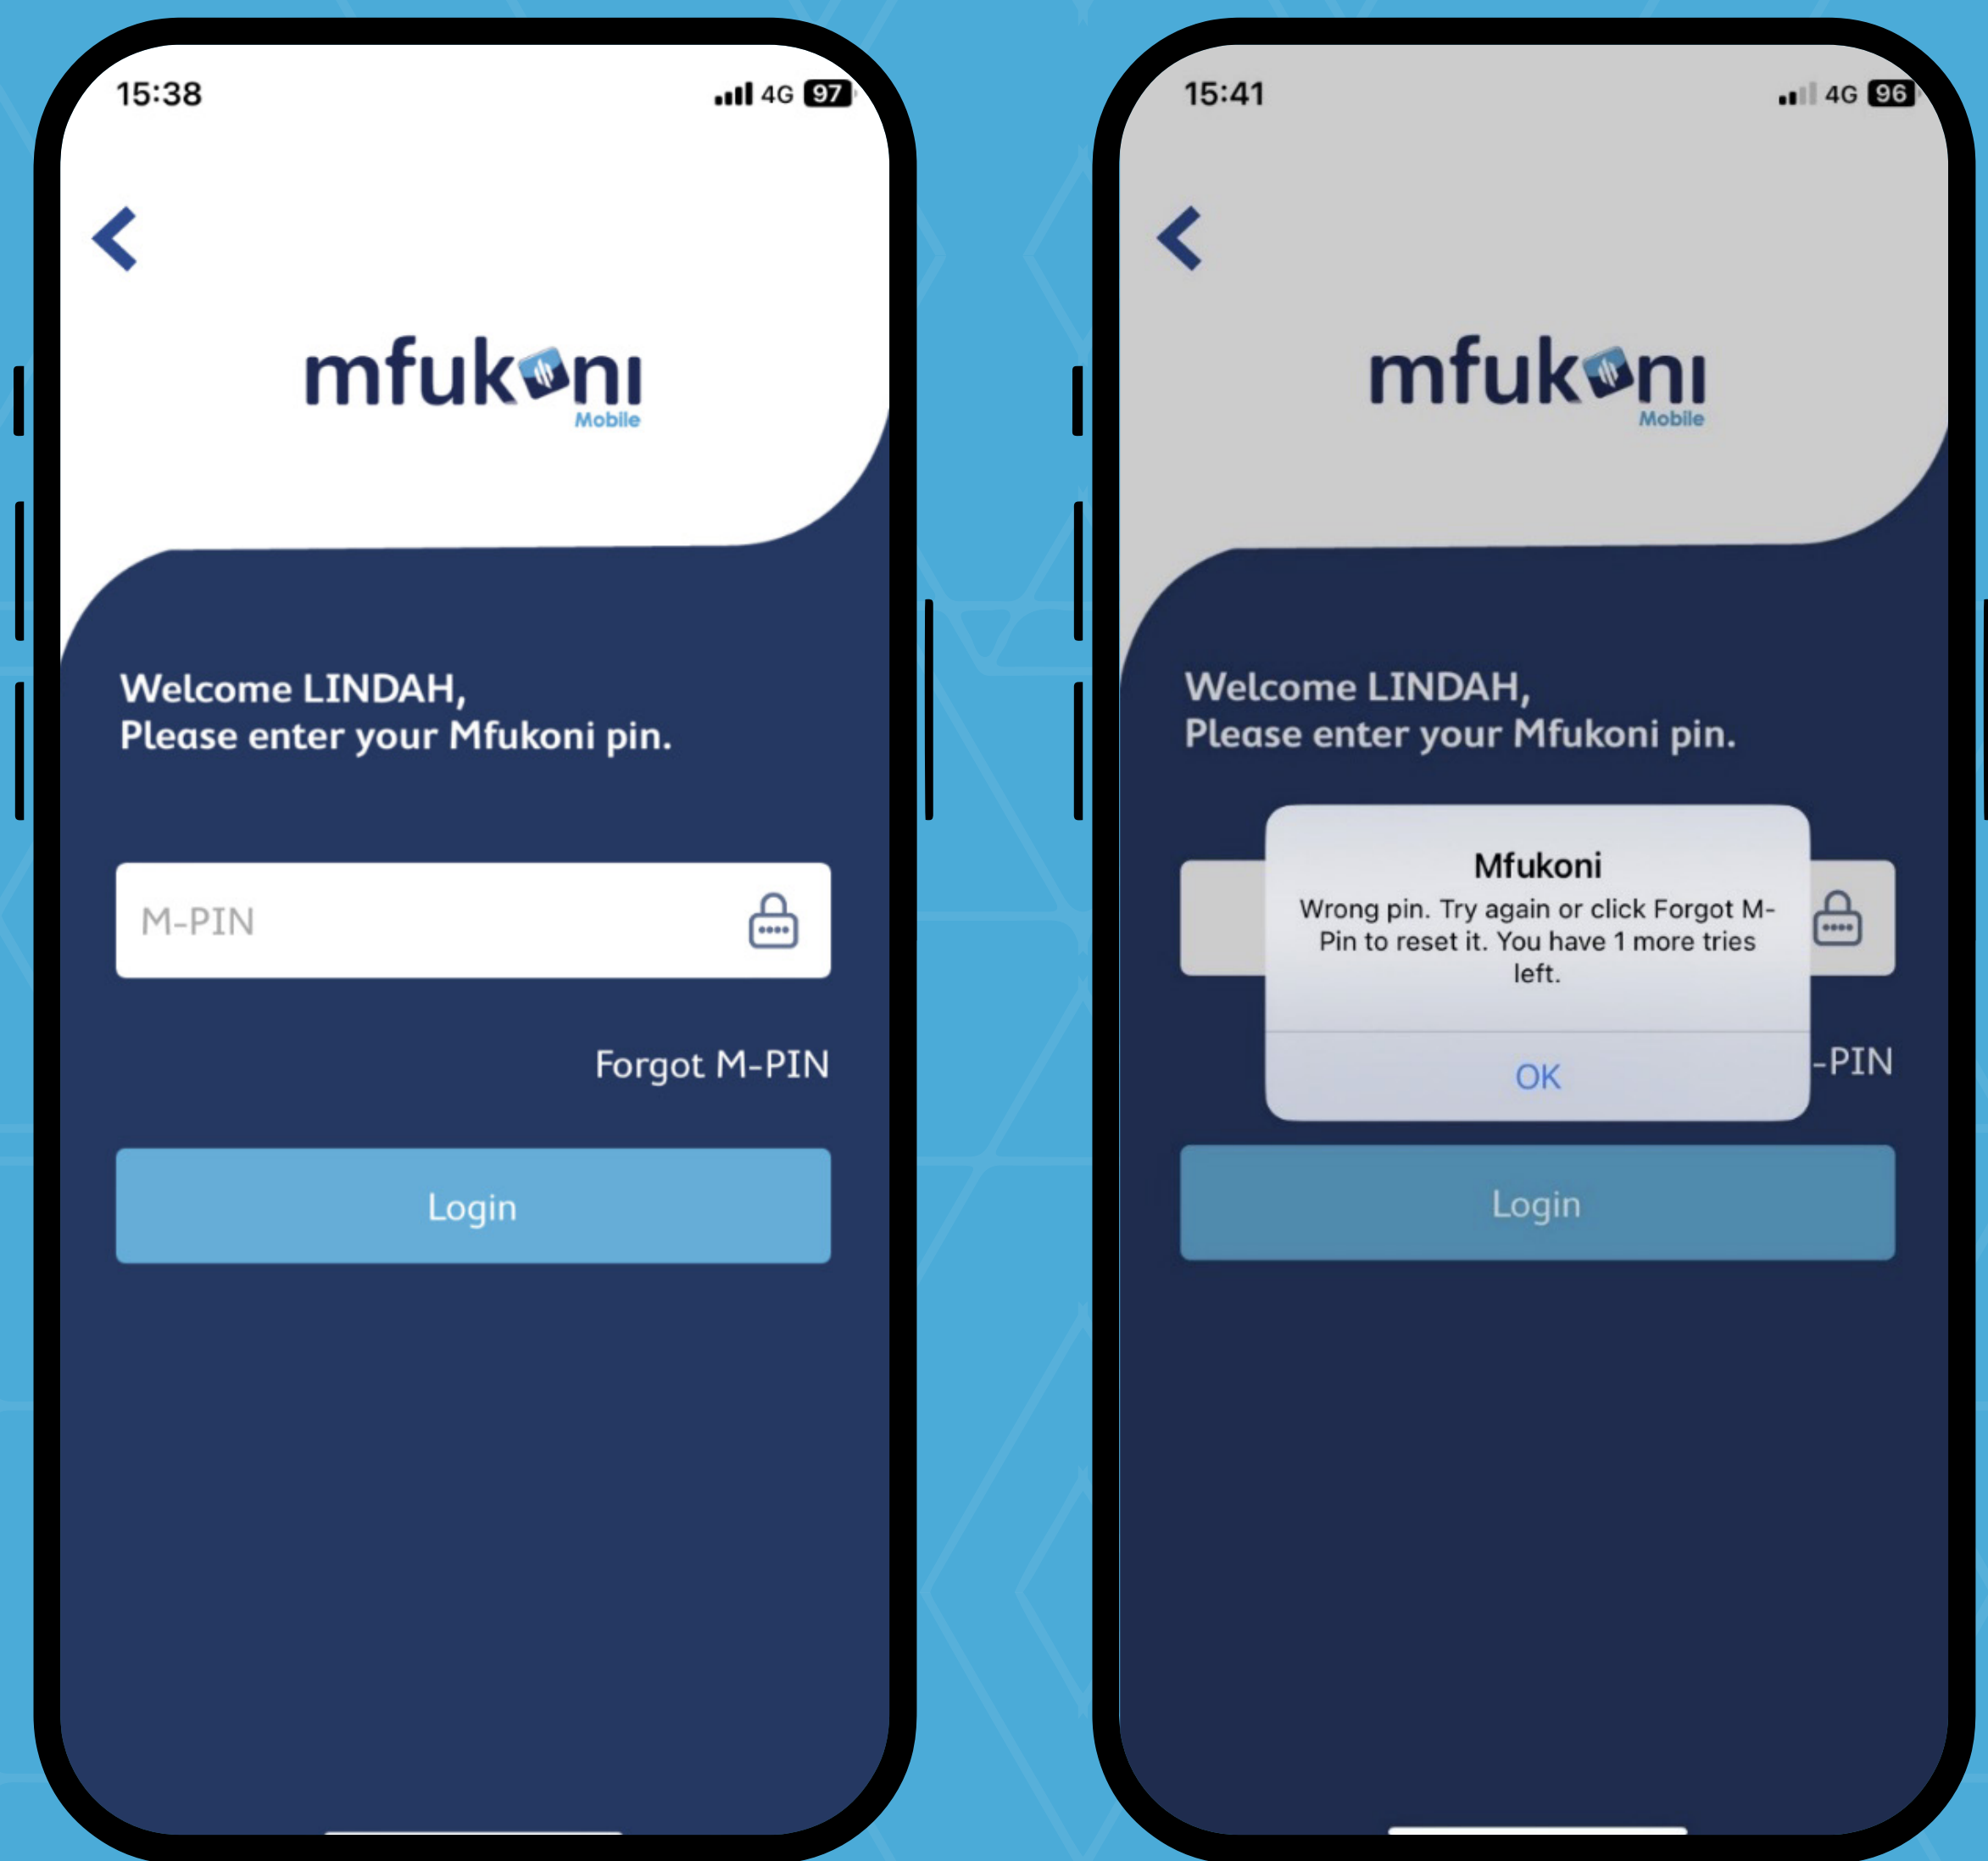 15:38
4G 97
mfukoni
Mobile
Welcome LINDAH,
Please enter your Mfukoni pin.
M-PIN
Forgot M-PIN
Login
15:41
4G 96
mfukoni
Mobile
Welcome LINDAH,
Please enter your Mfukoni pin.
Mfukoni
Wrong pin. Try again or click Forgot M-
Pin to reset it. You have 1 more tries
left.
OK
-PIN
Login